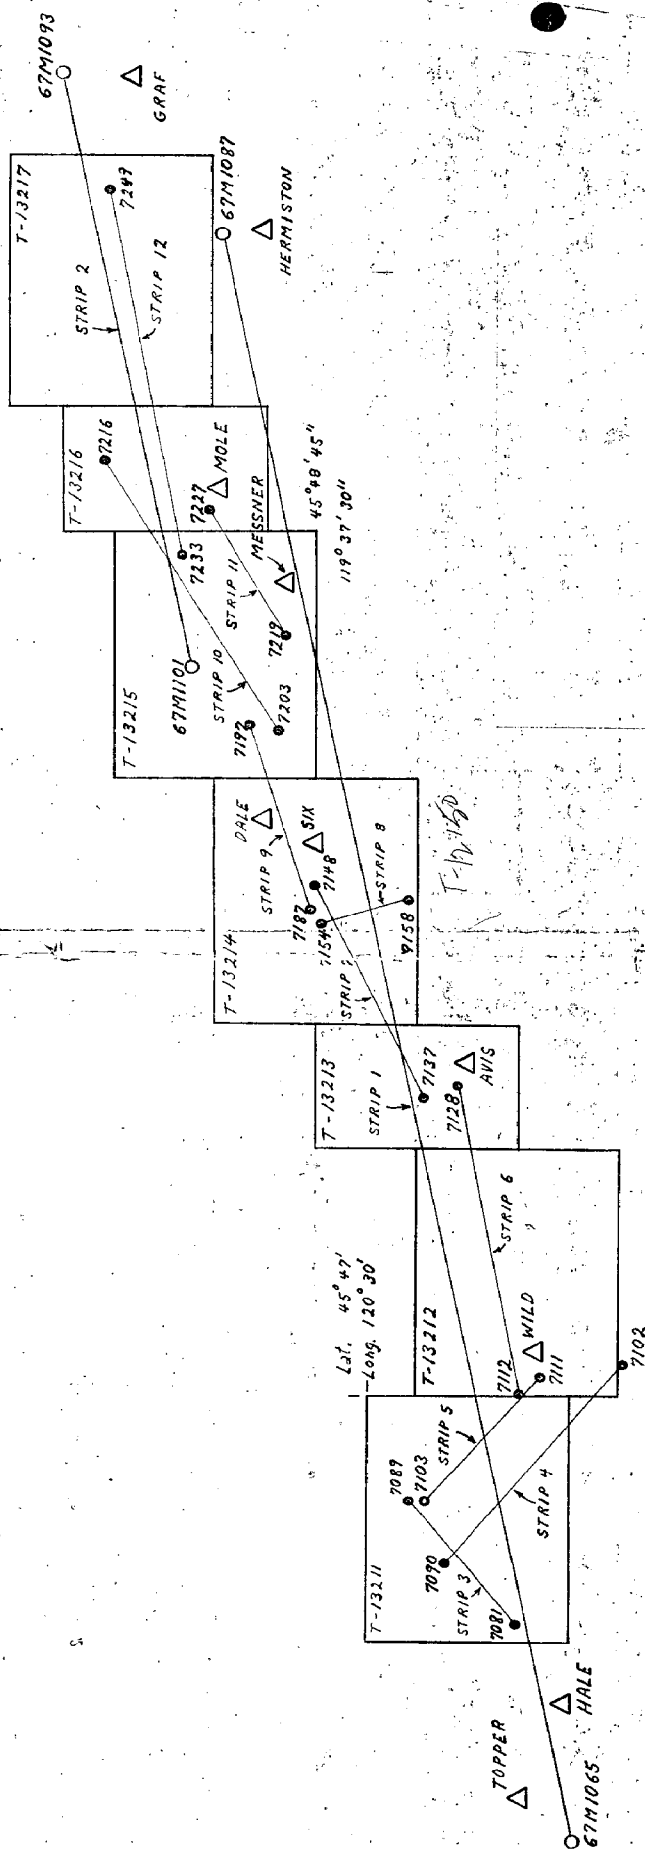 67M1093
GRAF
T-13217
7249
STRIP 2
STRIP 12
67M1087
HERMISTON
T-13216
7216
7227
MOLE
45° 48' 45"
119° 37' 30"
T-13215
7233
MESSNER
STRIP 11
67M1101
STRIP 10
7219
7197
7203
T-13214
DALE
STRIP 9
SIX
7148
7187
7154
STRIP 8
7158
STRIP
T-13213
STRIP 1
7137
7128
AVIS
Lat. 45° 47'
Long. 120° 30'
T-13212
STRIP 6
WILD
7112
7111
7102
T-13211
7089
7103
STRIP 5
7090
STRIP 4
STRIP 3
7081
TOPPER
HALE
67M1065